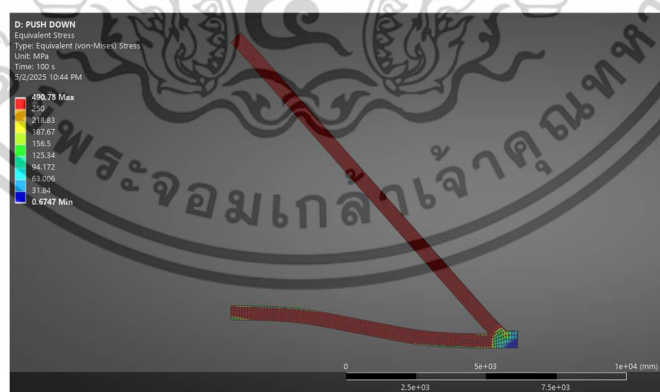 D: PUSH DOWN
Equivalent Stress
Type: Equivalent (von-Mises) Stress
Unit: MPa
Time: 100 s
5/2/2025 10:44 PM
490.78 Max
250
218.83
187.67
156.5
125.34
94.172
63.006
31.84
0.6747 Min
พระจอมเกล้าเจ้าคุณทหาร
0 5e+03 1e+04 (mm)
2.5e+03 7.5e+03